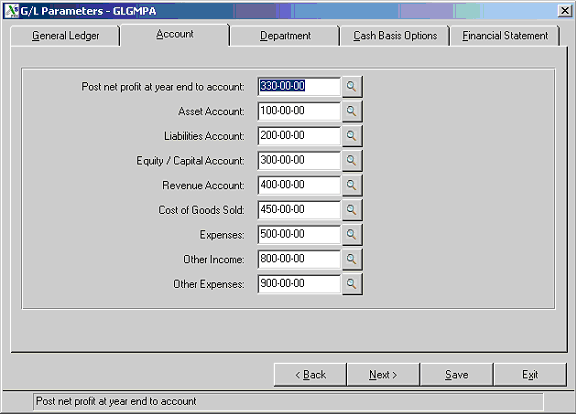 G/L Parameters - GLGMPA
General Ledger Account Department Cash Basis Options Financial Statement
Post net profit at year end to account: 330-00-00
Asset Account: 100-00-00
Liabilities Account: 200-00-00
Equity / Capital Account: 300-00-00
Revenue Account: 400-00-00
Cost of Goods Sold: 450-00-00
Expenses: 500-00-00
Other Income: 800-00-00
Other Expenses: 900-00-00
< Back Next > Save Exit
Post net profit at year end to account